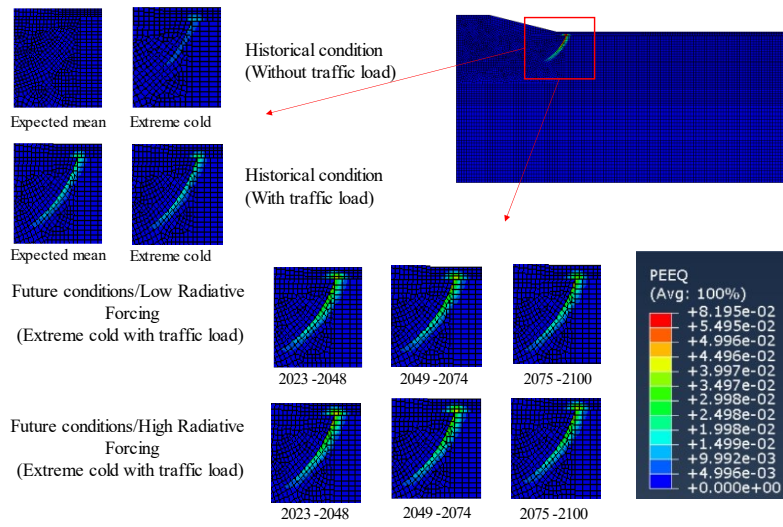 Historical condition
(Without traffic load)
Expected mean
Extreme cold
Historical condition
(With traffic load)
Expected mean
Extreme cold
Future conditions/Low Radiative
Forcing
(Extreme cold with traffic load)
2023-2048
2049-2074
2075-2100
Future conditions/High Radiative
Forcing
(Extreme cold with traffic load)
2023-2048
2049-2074
2075-2100
PEEQ
(Avg: 100%)
+8.195e-02
+5.495e-02
+4.996e-02
+4.496e-02
+3.997e-02
+3.497e-02
+2.998e-02
+2.498e-02
+1.998e-02
+1.499e-02
+9.992e-03
+4.996e-03
+0.000e+00